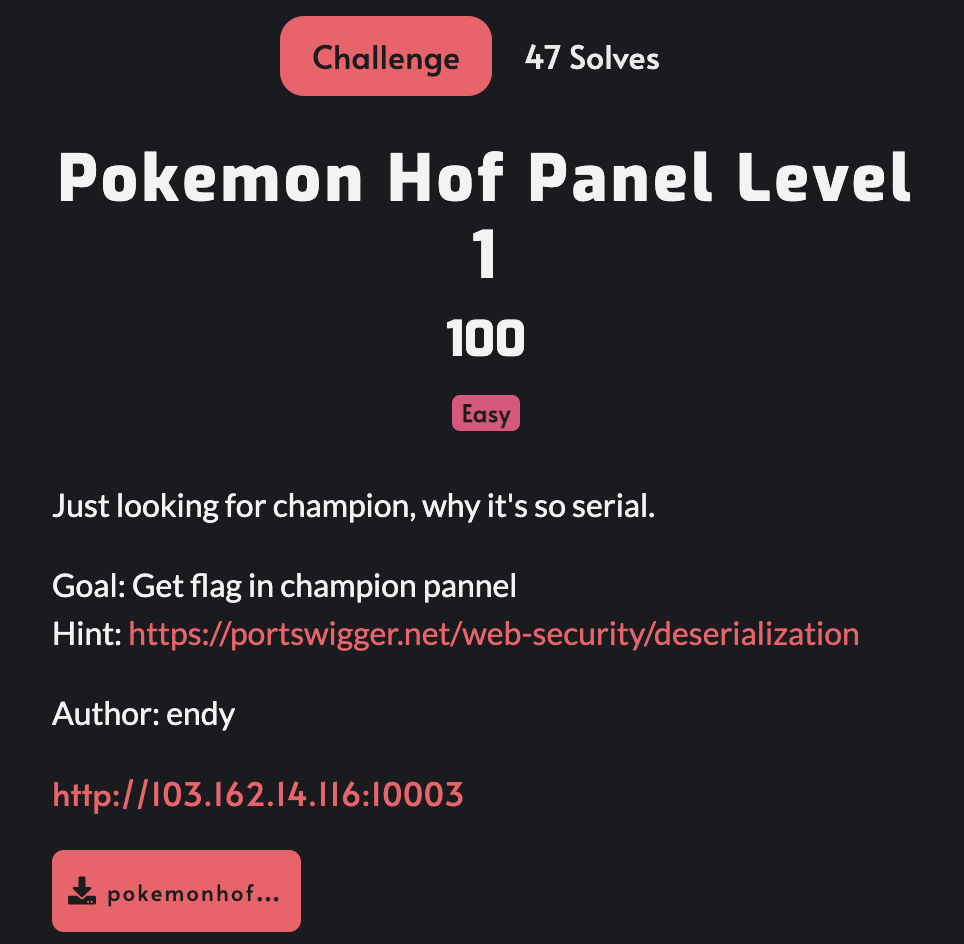 Challenge
47 Solves
Pokemon Hof Panel Level
1
100
Easy
Just looking for champion, why it's so serial.
Goal: Get flag in champion pannel
Hint: https://portswigger.net/web-security/deserialization
Author: endy
http://103.162.14.116:10003
pokemonhof...